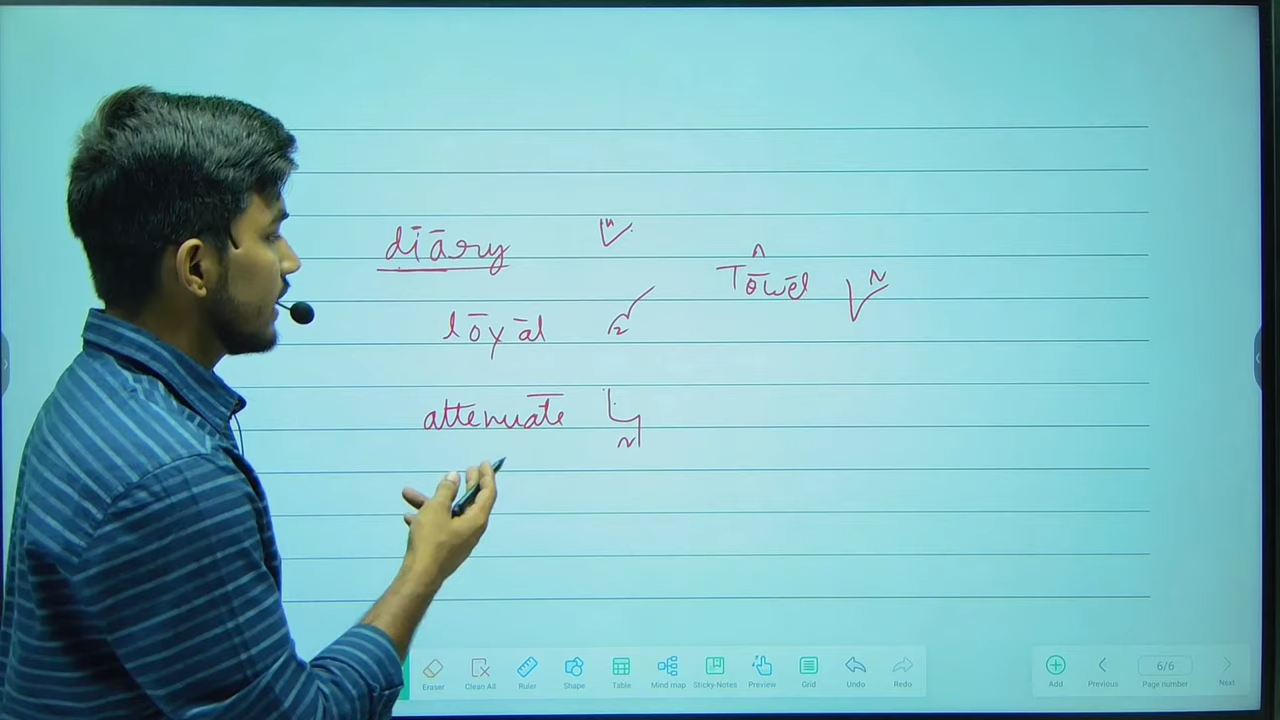 diary
Towel
loyal
attenuate
Eraser Clean All Ruler Shape Table Mind map Sticky-Notes Preview Grid Undo Redo
Add Previous 6/6 Page number Next